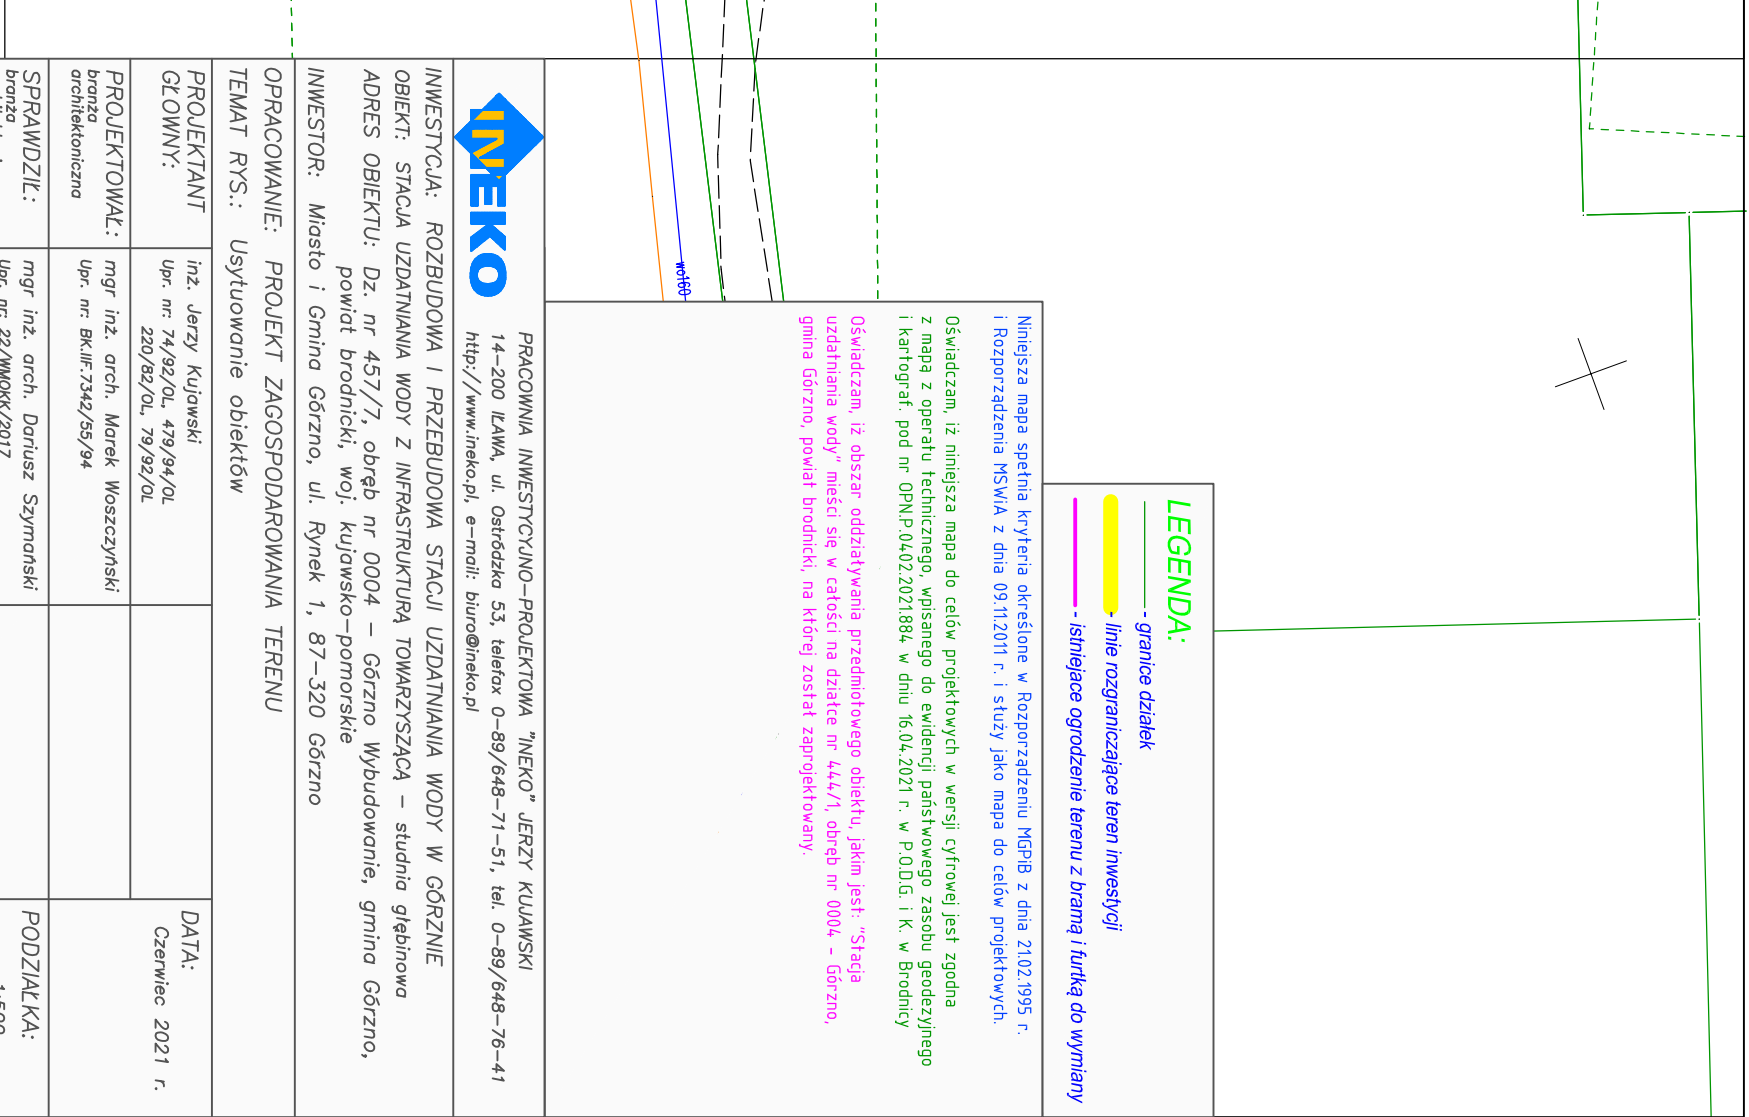 LEGENDA:
- granice działek
- linie rozgraniczające teren inwestycji
- istniejace ogrodzenie terenu z bramą i furtką do wymiany
Niniejsza mapa spełnia kryteria określone w Rozporządzeniu MGPiB z dnia 21.02.1995 r.
i Rozporządzenia MSWiA z dnia 09.11.2011 r. i służy jako mapa do celów projektowych.
Oświadczam, iż niniejsza mapa do celów projektowych w wersji cyfrowej jest zgodna
z mapą z operatu technicznego, wpisanego do ewidencji państwowego zasobu geodezyjnego
i kartograf. pod nr OPN.P.0402.2021.884 w dniu 16.04.2021 r. w P.O.D.G. i K. w Brodnicy
Oświadczam, iż obszar oddziaływania przedmiotowego obiektu, jakim jest: "Stacja
uzdatniania wody" mieści się w całości na działce nr 444/1, obręb nr 0004 - Górzno,
gmina Górzno, powiat brodnicki, na której został zaprojektowany.
wo160
INEKO
PRACOWNIA INWESTYCYJNO-PROJEKTOWA "INEKO" JERZY KUJAWSKI
14-200 IŁAWA, ul. Ostródzka 53, telefax 0-89/648-71-51, tel. 0-89/648-76-41
http://www.ineko.pl, e-mail: biuro@ineko.pl
INWESTYCJA: ROZBUDOWA I PRZEBUDOWA STACJI UZDATNIANIA WODY W GÓRZNIE
OBIEKT: STACJA UZDATNIANIA WODY Z INFRASTRUKTURĄ TOWARZYSZĄCĄ - studnia głębinowa
ADRES OBIEKTU: Dz. nr 457/7, obręb nr 0004 - Górzno Wybudowanie, gmina Górzno,
powiat brodnicki, woj. kujawsko-pomorskie
INWESTOR: Miasto i Gmina Górzno, ul. Rynek 1, 87-320 Górzno
OPRACOWANIE: PROJEKT ZAGOSPODAROWANIA TERENU
TEMAT RYS.: Usytuowanie obiektów
PROJEKTANT
GŁOWNY:
inż. Jerzy Kujawski
Upr. nr: 74/92/OL, 479/94/OL
220/82/OL, 79/92/OL
DATA:
Czerwiec 2021 r.
PROJEKTOWAŁ:
branża
architektoniczna
mgr inż. arch. Marek Woszczyński
Upr. nr: BK.IIF.7342/55/94
SPRAWDZIŁ:
branża
mgr inż. arch. Dariusz Szymański
Upr. nr: 22/WMOKK/2017
PODZIAŁKA:
1:500